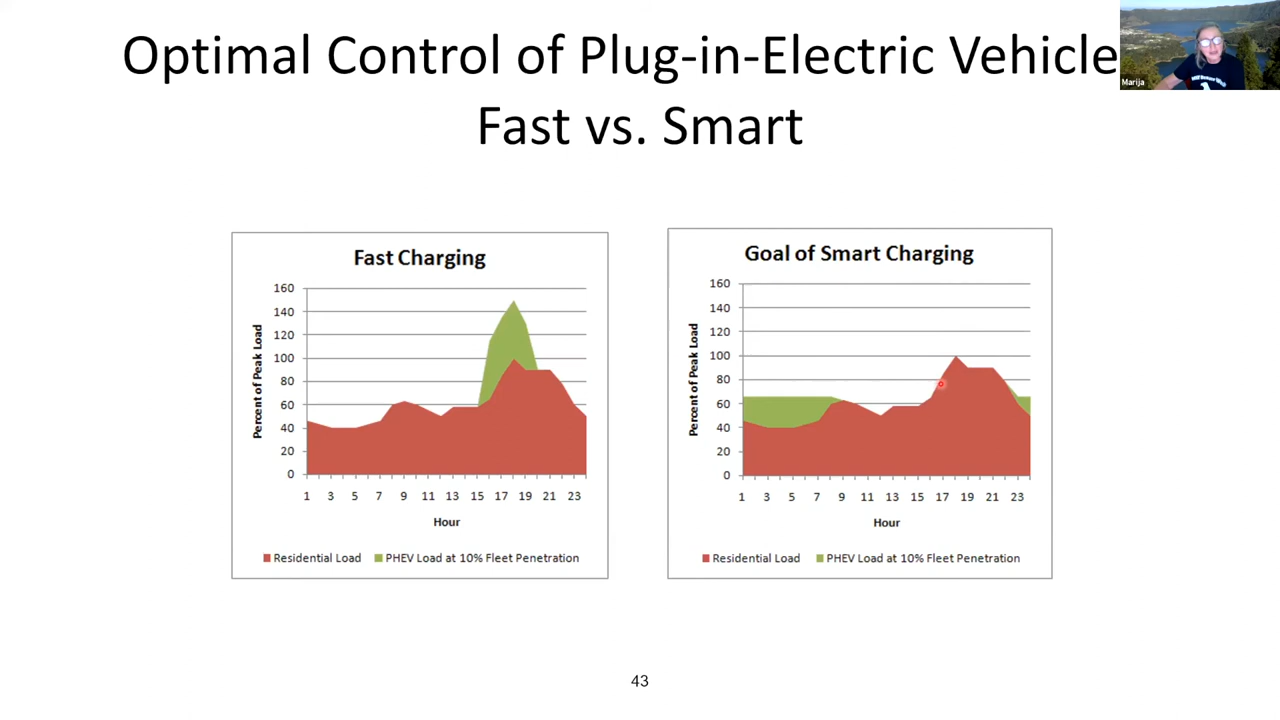 Optimal Control of Plug-in-Electric Vehicle
Fast vs. Smart
Marija
Fast Charging
160
140
120
100
80
60
40
20
0
Percent of Peak Load
1 3 5 7 9 11 13 15 17 19 21 23
Hour
Residential Load PHEV Load at 10% Fleet Penetration
Goal of Smart Charging
160
140
120
100
80
60
40
20
0
Percent of Peak Load
1 3 5 7 9 11 13 15 17 19 21 23
Hour
Residential Load PHEV Load at 10% Fleet Penetration
43